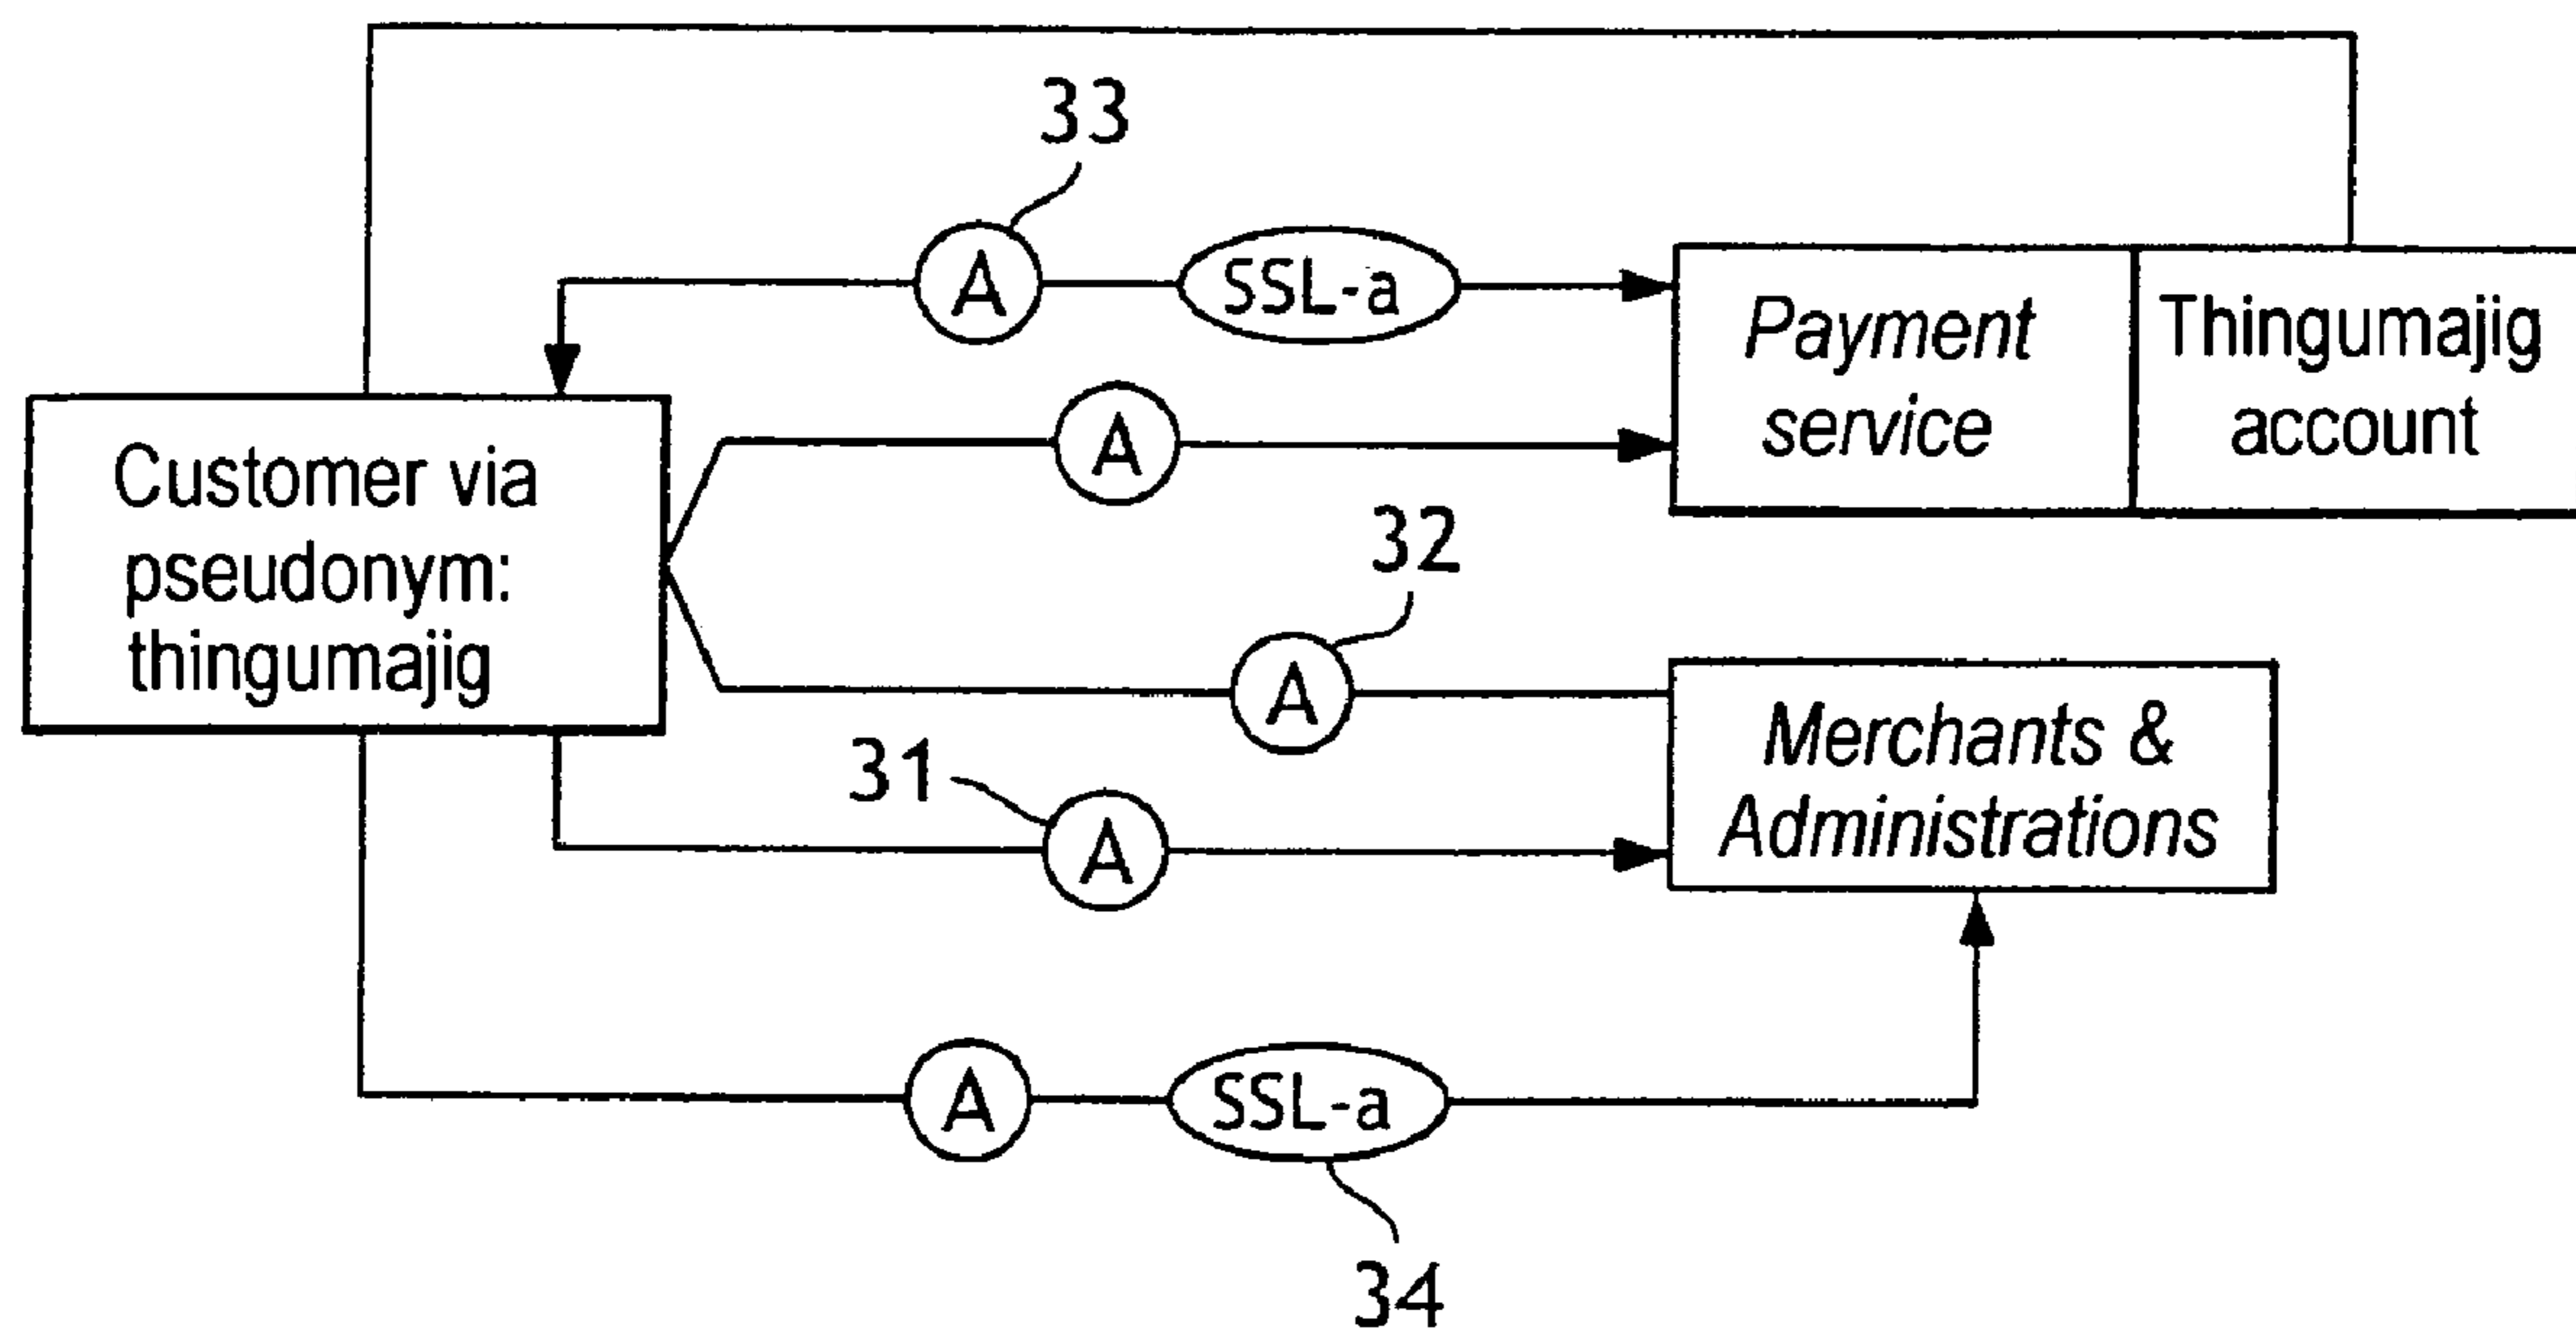 33
A
SSL-a
Payment
service
Thingumajig
account
A
Customer via
pseudonym:
thingumajig
32
A
Merchants &
Administrations
31
A
A
SSL-a
34